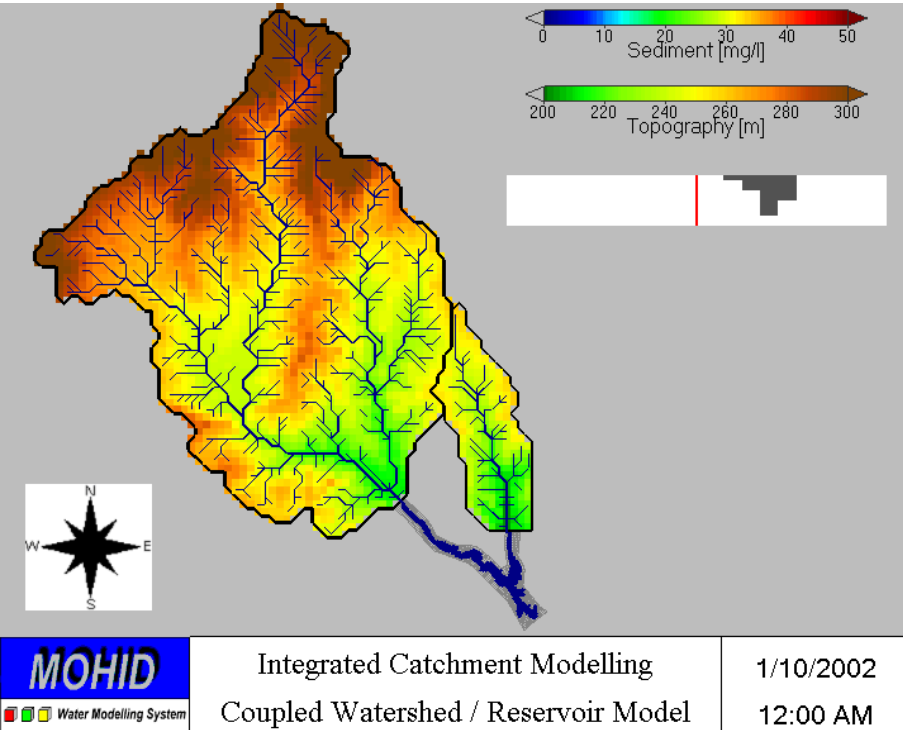 0 10 20 30 40 50
Sediment [mg/l]
200 220 240 260 280 300
Topography [m]
N
W E
S
MOHID
Water Modelling System
Integrated Catchment Modelling
Coupled Watershed / Reservoir Model
1/10/2002
12:00 AM